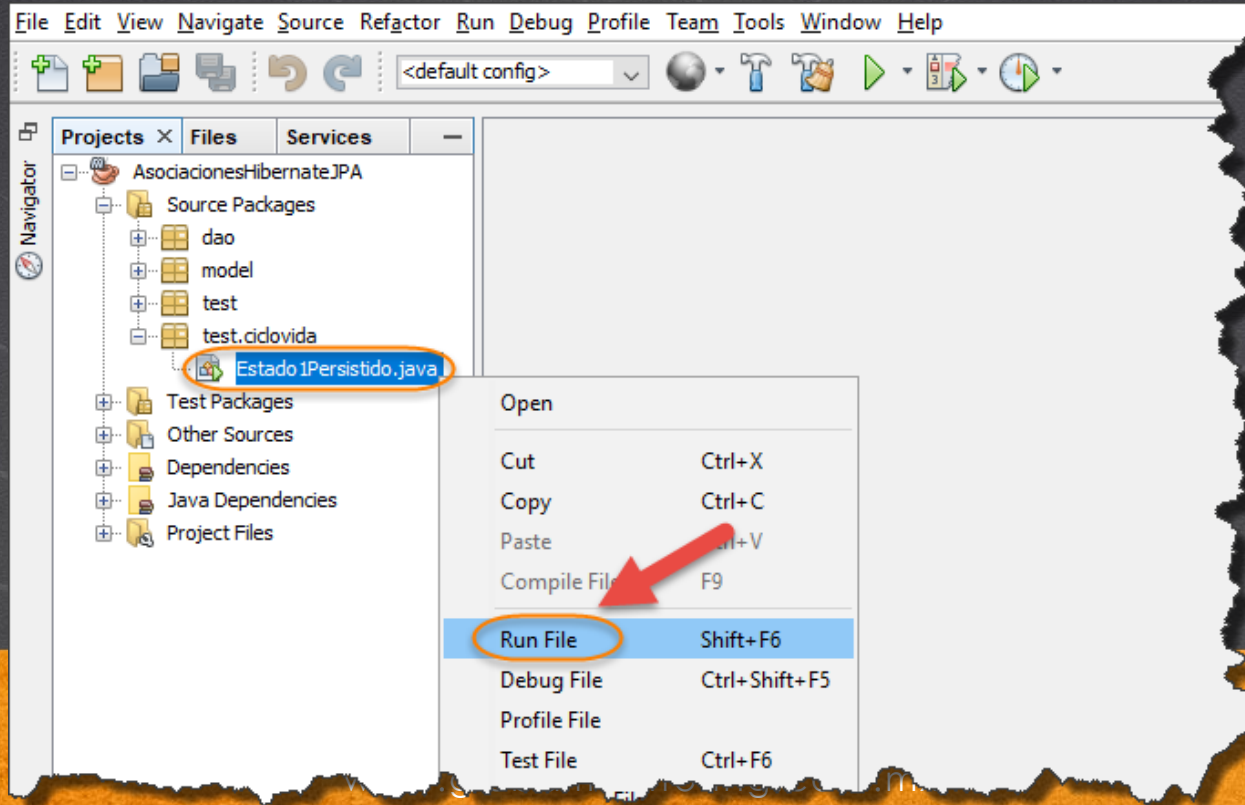 File Edit View Navigate Source Refactor Run Debug Profile Team Tools Window Help
<default config>
Projects Files Services
Navigator
AsociacionesHibernateJPA
Source Packages
dao
model
test
test.ciclovida
Estado1Persistido.java
Test Packages
Other Sources
Dependencies
Java Dependencies
Project Files
Open
Cut Ctrl+X
Copy Ctrl+C
Paste
Compile File F9
Run File Shift+F6
Debug File Ctrl+Shift+F5
Profile File
Test File Ctrl+F6